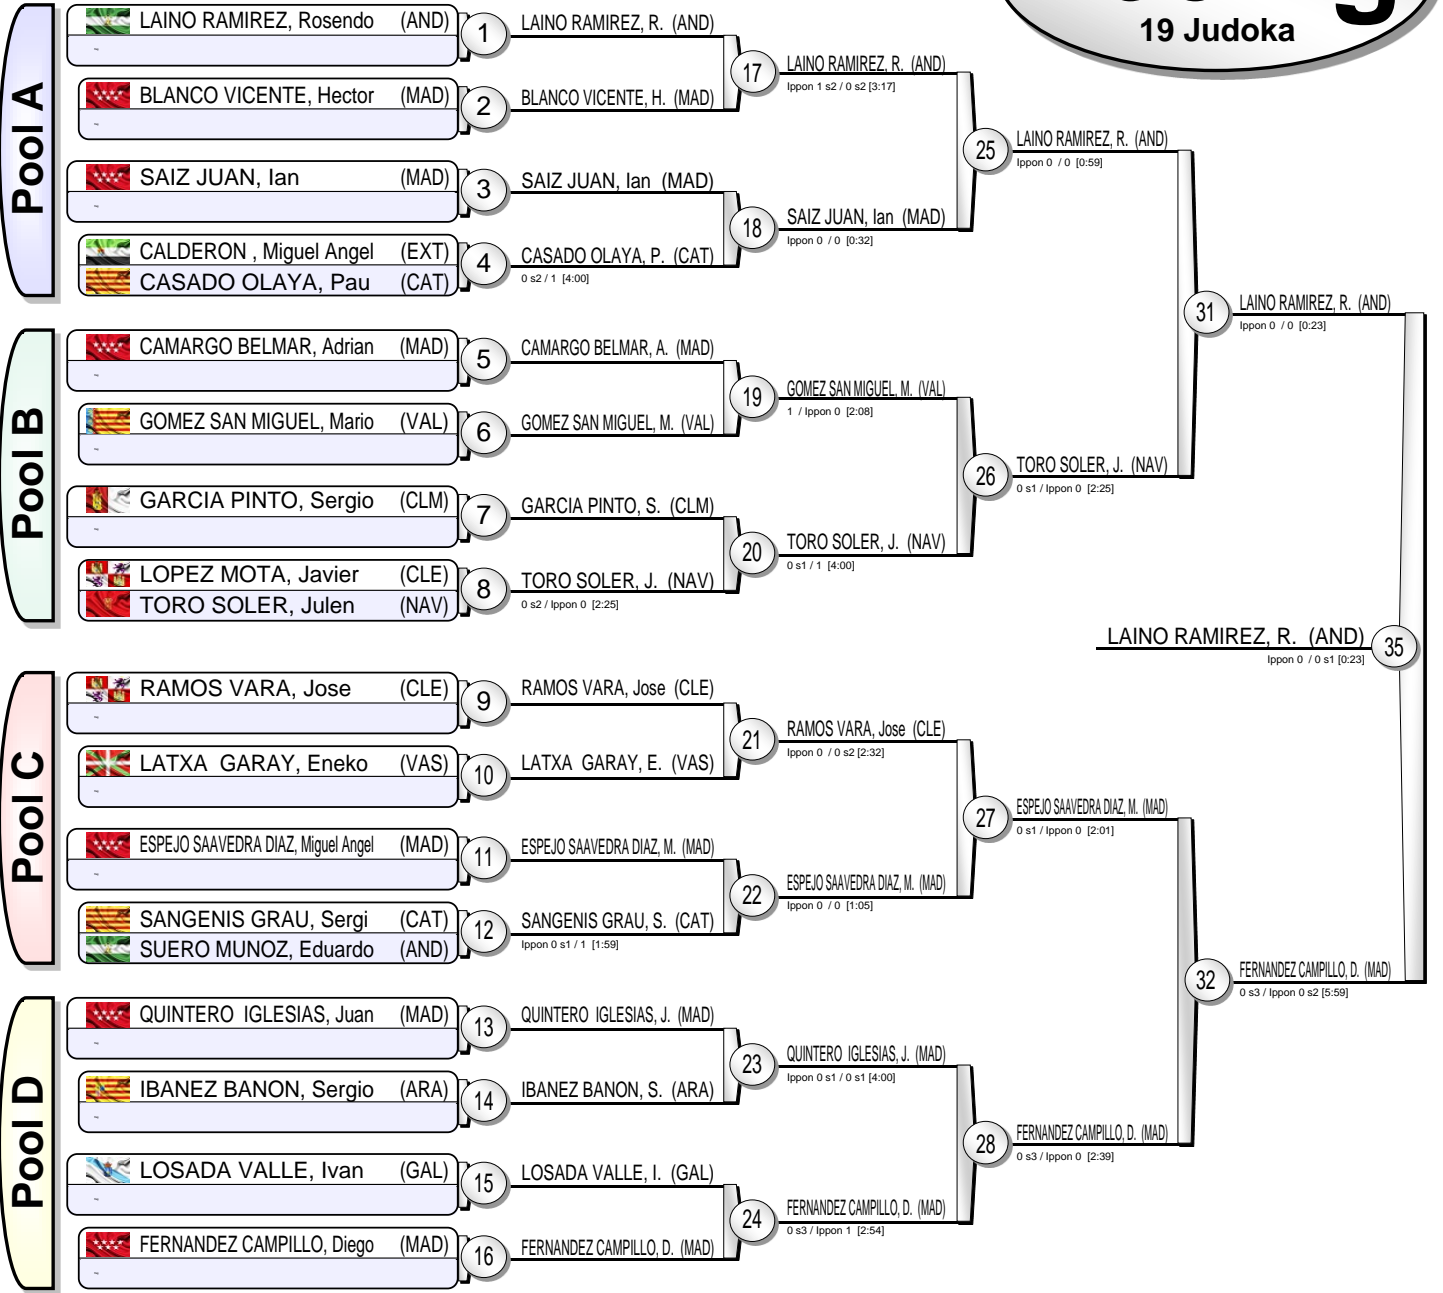 19 Judoka
Pool A
LAINO RAMIREZ, Rosendo (AND)
~
1
LAINO RAMIREZ, R. (AND)
BLANCO VICENTE, Hector (MAD)
~
2
BLANCO VICENTE, H. (MAD)
17
LAINO RAMIREZ, R. (AND)
Ippon 1 s2 / 0 s2 [3:17]
SAIZ JUAN, Ian (MAD)
~
3
SAIZ JUAN, Ian (MAD)
CALDERON , Miguel Angel (EXT)
CASADO OLAYA, Pau (CAT)
4
CASADO OLAYA, P. (CAT)
0 s2 / 1 [4:00]
18
SAIZ JUAN, Ian (MAD)
Ippon 0 / 0 [0:32]
25
LAINO RAMIREZ, R. (AND)
Ippon 0 / 0 [0:59]
Pool B
CAMARGO BELMAR, Adrian (MAD)
~
5
CAMARGO BELMAR, A. (MAD)
GOMEZ SAN MIGUEL, Mario (VAL)
~
6
GOMEZ SAN MIGUEL, M. (VAL)
19
GOMEZ SAN MIGUEL, M. (VAL)
1 / Ippon 0 [2:08]
GARCIA PINTO, Sergio (CLM)
~
7
GARCIA PINTO, S. (CLM)
LOPEZ MOTA, Javier (CLE)
TORO SOLER, Julen (NAV)
8
TORO SOLER, J. (NAV)
0 s2 / Ippon 0 [2:25]
20
TORO SOLER, J. (NAV)
0 s1 / 1 [4:00]
26
TORO SOLER, J. (NAV)
0 s1 / Ippon 0 [2:25]
31
LAINO RAMIREZ, R. (AND)
Ippon 0 / 0 [0:23]
LAINO RAMIREZ, R. (AND)
Ippon 0 / 0 s1 [0:23]
35
Pool C
RAMOS VARA, Jose (CLE)
~
9
RAMOS VARA, Jose (CLE)
LATXA GARAY, Eneko (VAS)
~
10
LATXA GARAY, E. (VAS)
21
RAMOS VARA, Jose (CLE)
Ippon 0 / 0 s2 [2:32]
ESPEJO SAAVEDRA DIAZ, Miguel Angel (MAD)
~
11
ESPEJO SAAVEDRA DIAZ, M. (MAD)
SANGENIS GRAU, Sergi (CAT)
SUERO MUNOZ, Eduardo (AND)
12
SANGENIS GRAU, S. (CAT)
Ippon 0 s1 / 1 [1:59]
22
ESPEJO SAAVEDRA DIAZ, M. (MAD)
Ippon 0 / 0 [1:05]
27
ESPEJO SAAVEDRA DIAZ, M. (MAD)
0 s1 / Ippon 0 [2:01]
Pool D
QUINTERO IGLESIAS, Juan (MAD)
~
13
QUINTERO IGLESIAS, J. (MAD)
IBANEZ BANON, Sergio (ARA)
~
14
IBANEZ BANON, S. (ARA)
23
QUINTERO IGLESIAS, J. (MAD)
Ippon 0 s1 / 0 s1 [4:00]
LOSADA VALLE, Ivan (GAL)
~
15
LOSADA VALLE, I. (GAL)
FERNANDEZ CAMPILLO, Diego (MAD)
~
16
FERNANDEZ CAMPILLO, D. (MAD)
24
FERNANDEZ CAMPILLO, D. (MAD)
0 s3 / Ippon 1 [2:54]
28
FERNANDEZ CAMPILLO, D. (MAD)
0 s3 / Ippon 0 [2:39]
32
FERNANDEZ CAMPILLO, D. (MAD)
0 s3 / Ippon 0 s2 [5:59]